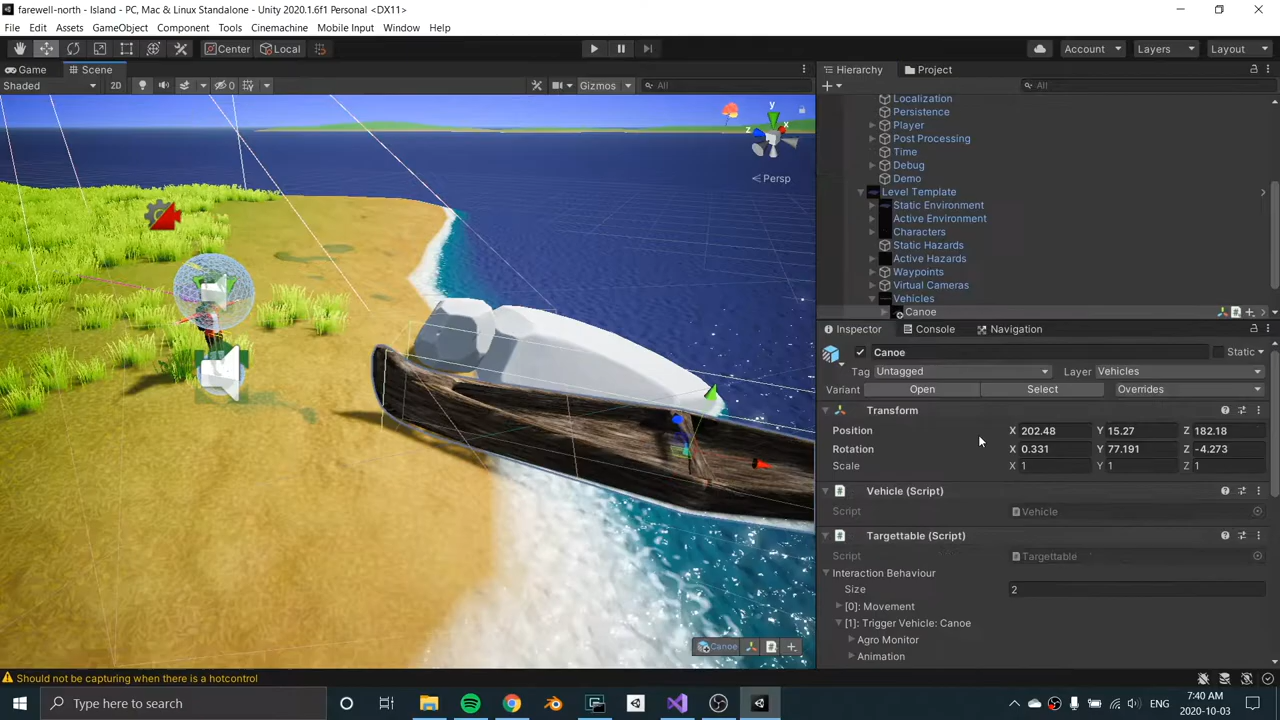 farewell-north - Island - PC, Mac & Linux Standalone - Unity 2020.1.6f1 Personal <DX11>
File Edit Assets GameObject Component Tools Cinemachine Mobile Input Window Help
Center Local Account Layers Layout
Game Scene
Shaded 2D 0 Gizmos All
y
x
z
Persp
Canoe
Hierarchy Project
All
Localization
Persistence
Player
Post Processing
Time
Debug
Demo
Level Template
Static Environment
Active Environment
Characters
Static Hazards
Active Hazards
Waypoints
Virtual Cameras
Vehicles
Canoe
Inspector Console Navigation
Canoe Static
Tag Untagged Layer Vehicles
Variant Open Select Overrides
Transform
Position X 202.48 Y 15.27 Z 182.18
Rotation X 0.331 Y 77.191 Z -4.273
Scale X 1 Y 1 Z 1
Vehicle (Script)
Script Vehicle
Targettable (Script)
Script Targettable
Interaction Behaviour
Size 2
[0]: Movement
[1]: Trigger Vehicle: Canoe
Agro Monitor
Animation
Should not be capturing when there is a hotcontrol
Type here to search
7:40 AM
2020-10-03